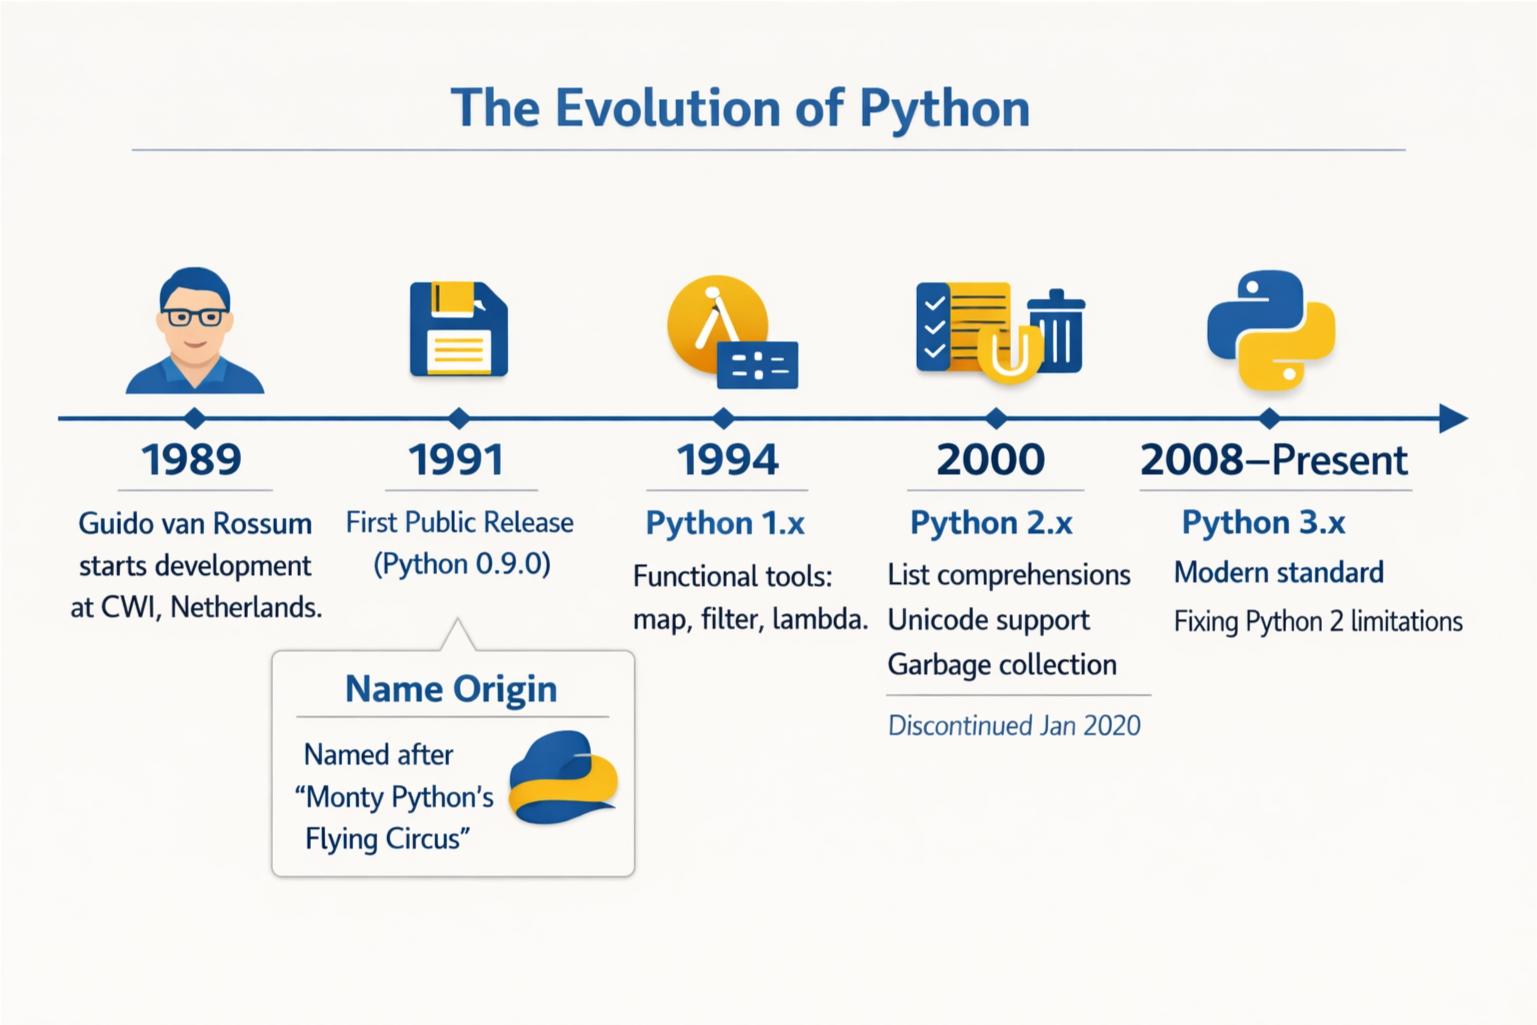 The Evolution of Python
1989
Guido van Rossum
starts development
at CWI, Netherlands.
1991
First Public Release
(Python 0.9.0)
Name Origin
Named after
“Monty Python’s
Flying Circus”
1994
Python 1.x
Functional tools:
map, filter, lambda.
2000
Python 2.x
List comprehensions
Unicode support
Garbage collection
Discontinued Jan 2020
2008–Present
Python 3.x
Modern standard
Fixing Python 2 limitations